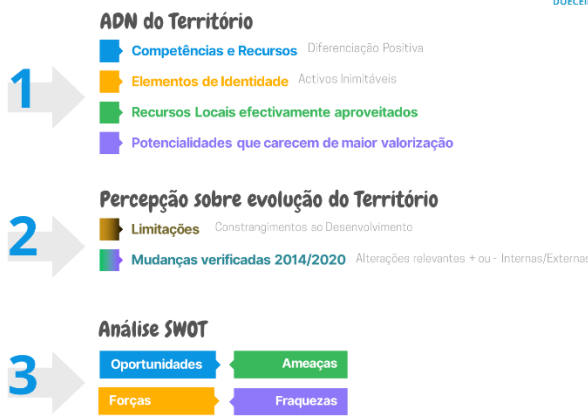 DUECEI
ADN do Território
1
Competências e Recursos Diferenciação Positiva
Elementos de Identidade Activos Inimitáveis
Recursos Locais efectivamente aproveitados
Potencialidades que carecem de maior valorização
Percepção sobre evolução do Território
2
Limitações Constrangimentos ao Desenvolvimento
Mudanças verificadas 2014/2020 Alterações relevantes + ou - Internas/Externas
Análise SWOT
3
Oportunidades Ameaças
Forças Fraquezas